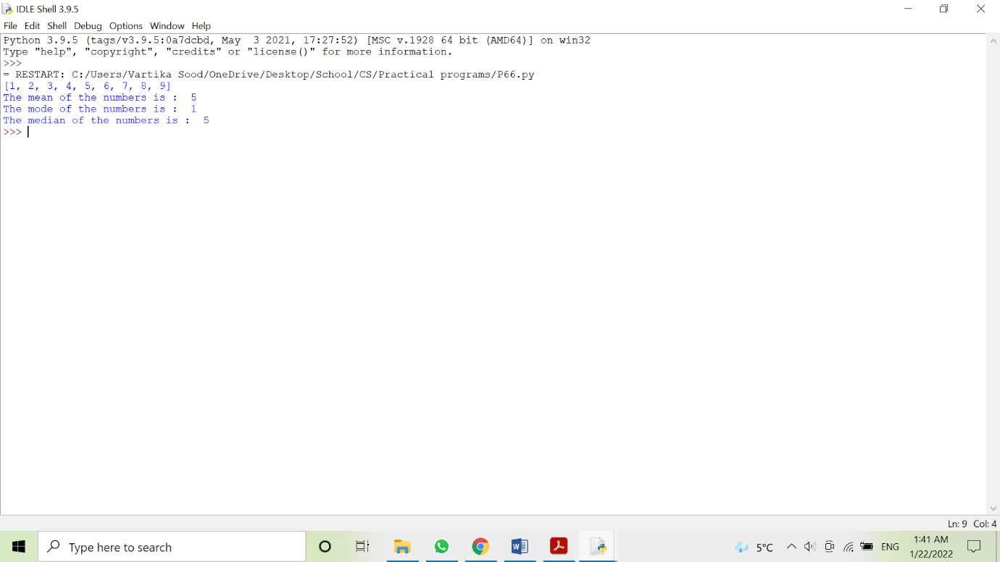 IDLE Shell 3.9.5
File Edit Shell Debug Options Window Help
Python 3.9.5 (tags/v3.9.5:0a7dcbd, May  3 2021, 17:27:52) [MSC v.1928 64 bit (AMD64)] on win32
Type "help", "copyright", "credits" or "license()" for more information.
>>>
= RESTART: C:/Users/Vartika Sood/OneDrive/Desktop/School/CS/Practical programs/P66.py
[1, 2, 3, 4, 5, 6, 7, 8, 9]
The mean of the numbers is :  5
The mode of the numbers is :  1
The median of the numbers is :  5
>>>
Ln: 9 Col: 4
Type here to search
5°C
ENG
1:41 AM
1/22/2022